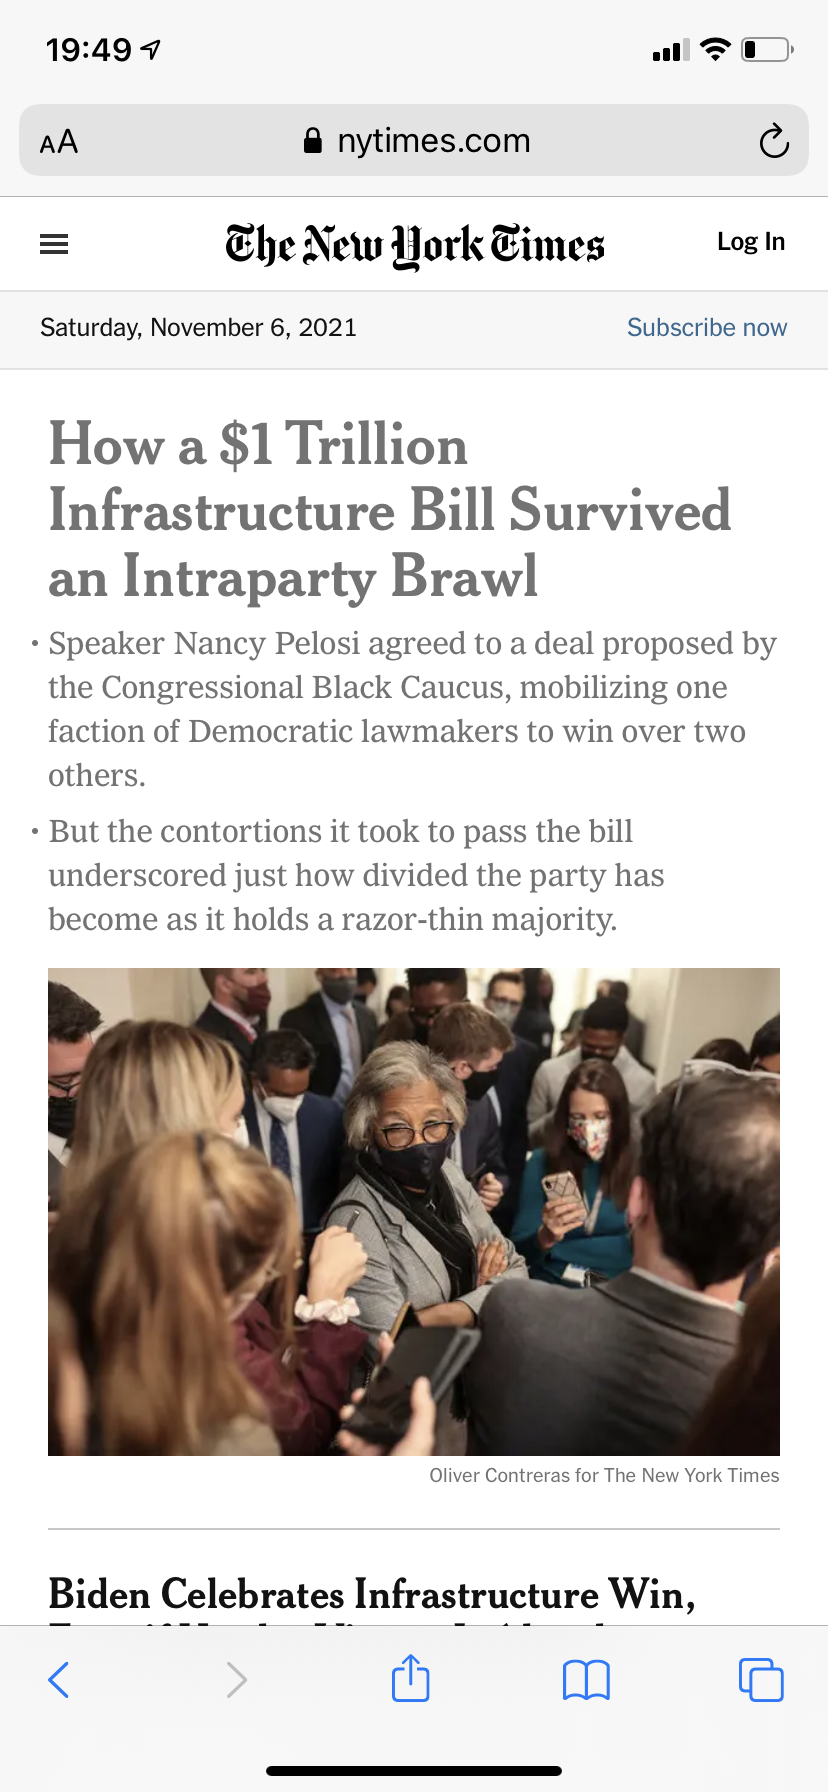 19:49
AA nytimes.com
The New York Times
Log In
Saturday, November 6, 2021
Subscribe now
How a $1 Trillion
Infrastructure Bill Survived
an Intraparty Brawl
• Speaker Nancy Pelosi agreed to a deal proposed by
the Congressional Black Caucus, mobilizing one
faction of Democratic lawmakers to win over two
others.
• But the contortions it took to pass the bill
underscored just how divided the party has
become as it holds a razor-thin majority.
Oliver Contreras for The New York Times
Biden Celebrates Infrastructure Win,